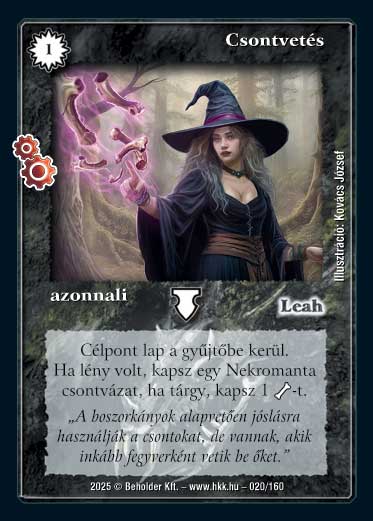 1
Csontvetés
Illusztráció: Kovács József
azonnali
Leah
Célpont lap a gyűjtőbe kerül.
Ha lény volt, kapsz egy Nekromanta
csontvázat, ha tárgy, kapsz 1 -t.
„A boszorkányok alapvetően jóslásra
használják a csontokat, de vannak, akik
inkább fegyverként vetik be őket.”
2025 © Beholder Kft. – www.hkk.hu – 020/160